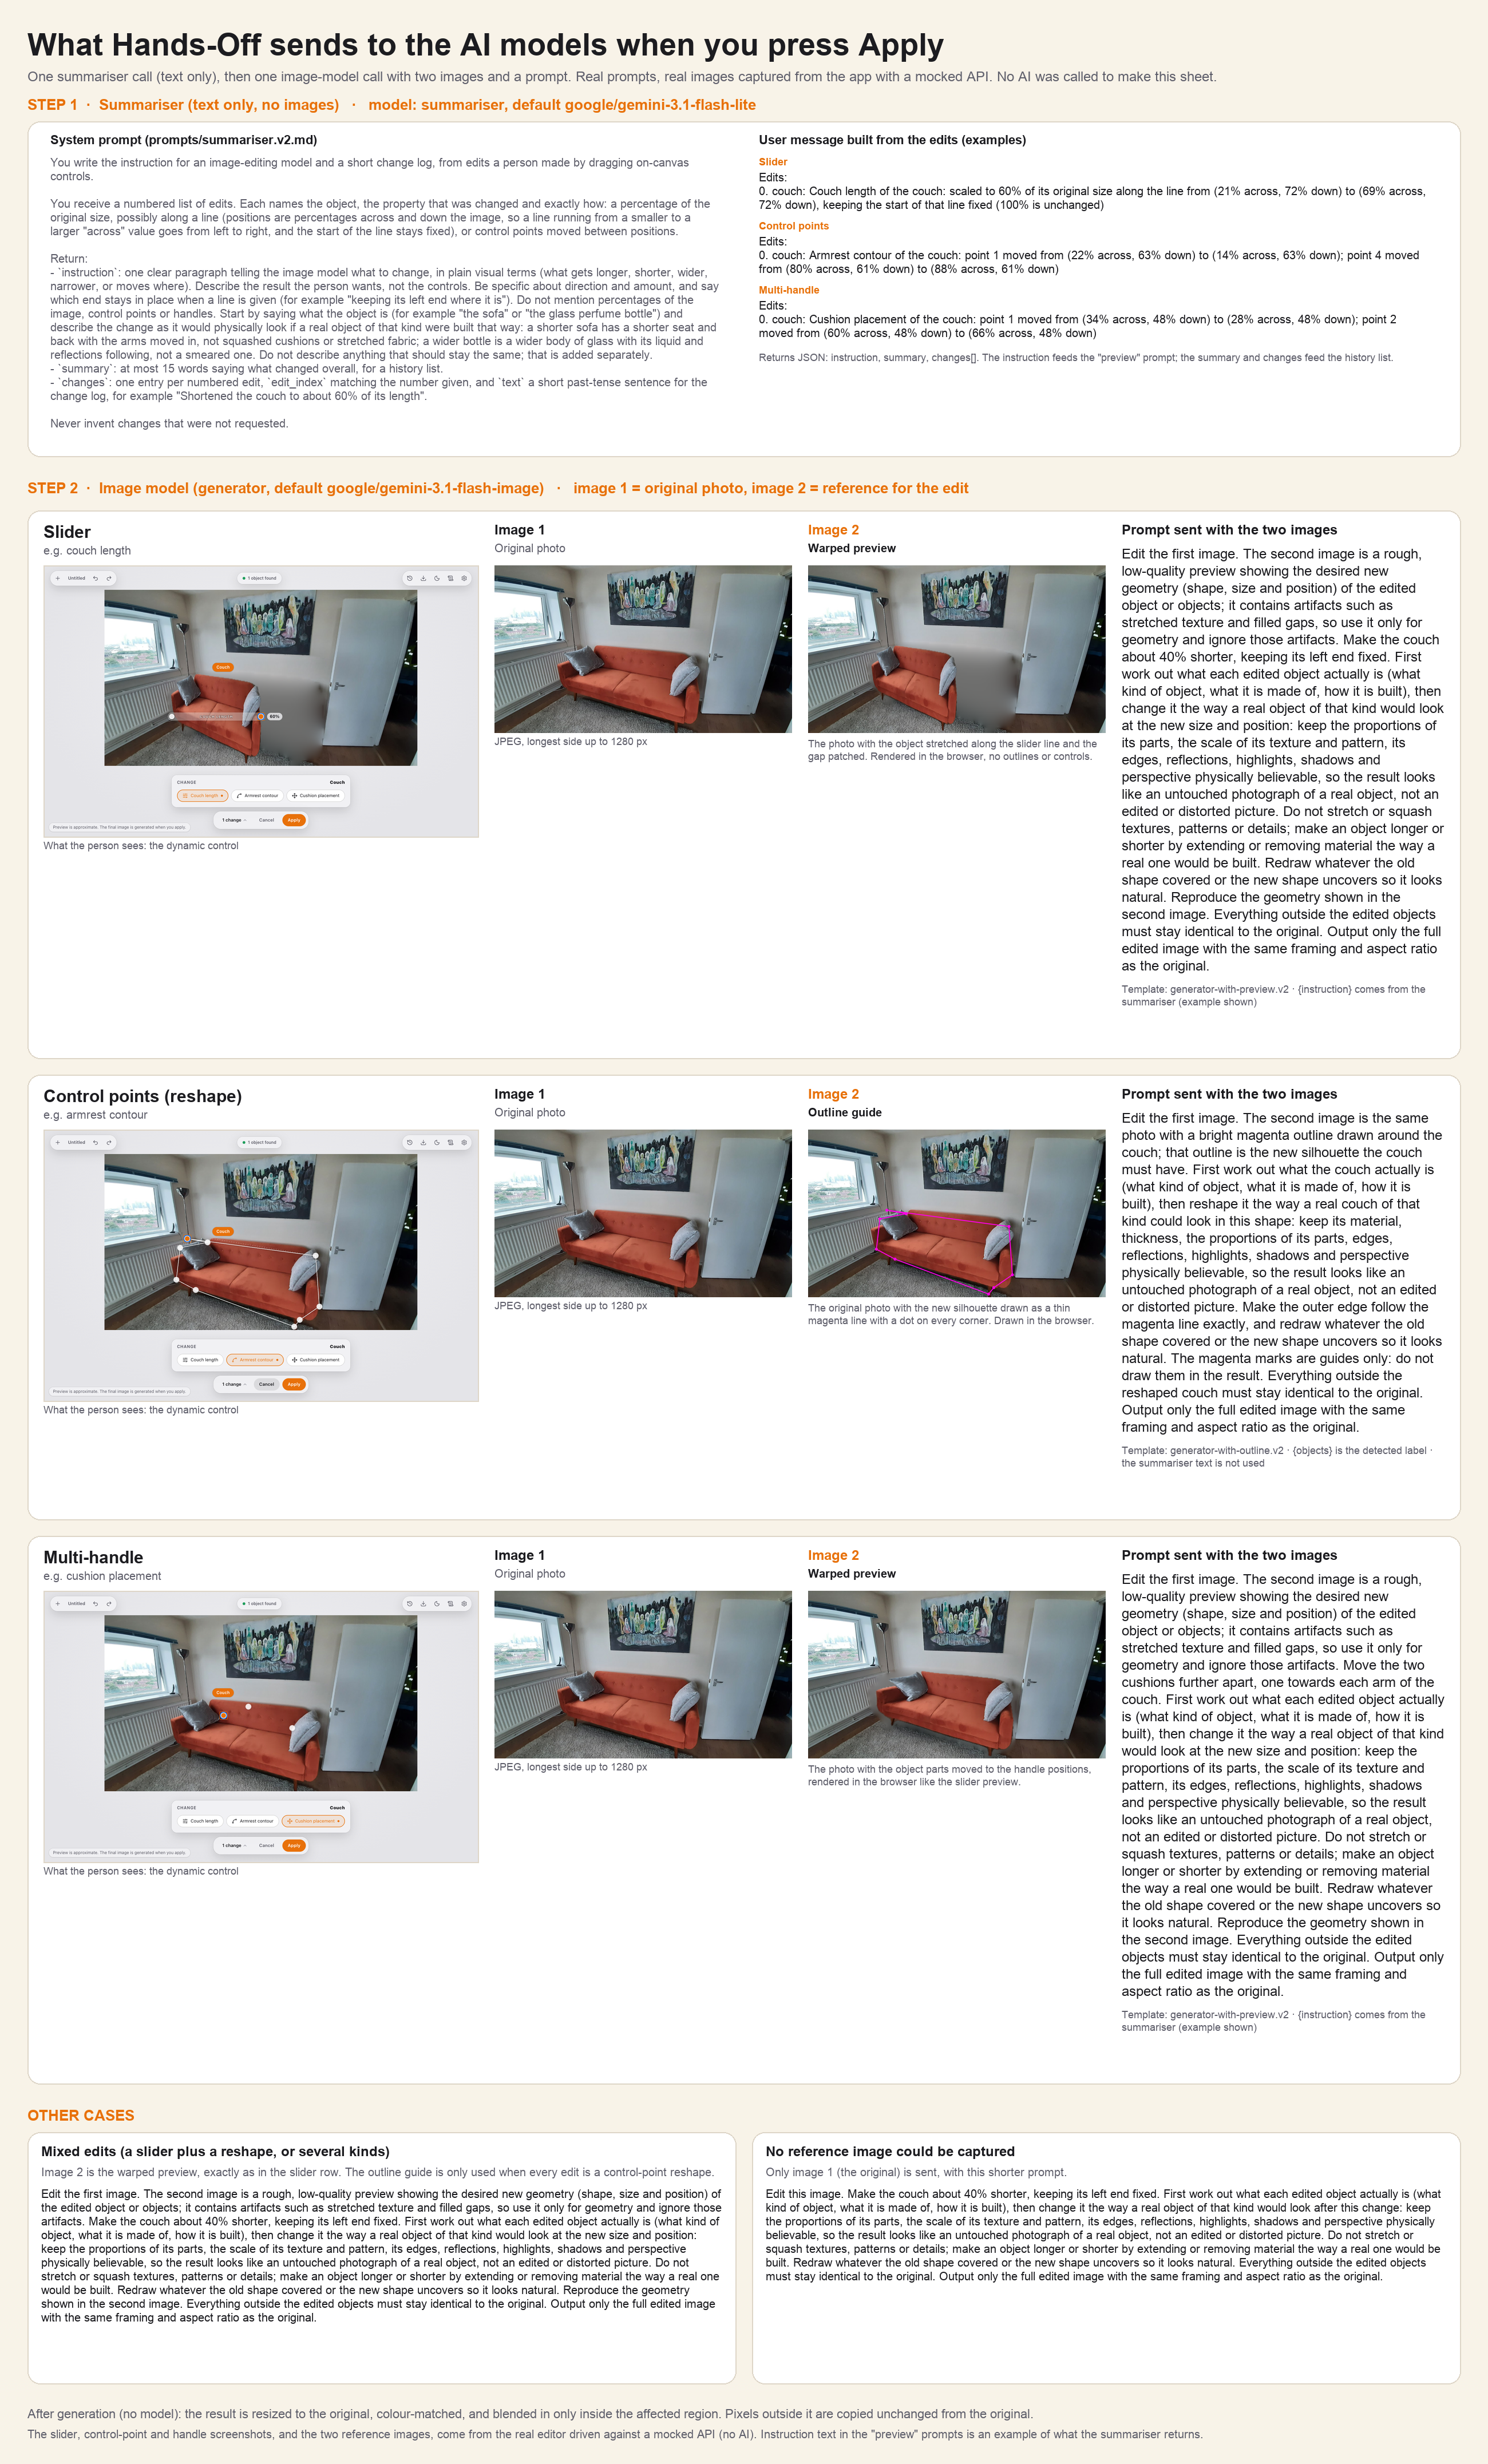 What Hands-Off sends to the AI models when you press Apply
One summariser call (text only), then one image-model call with two images and a prompt. Real prompts, real images captured from the app with a mocked API. No AI was called to make this sheet.
STEP 1 · Summariser (text only, no images) · model: summariser, default google/gemini-3.1-flash-lite
System prompt (prompts/summariser.v2.md)
You write the instruction for an image-editing model and a short change log, from edits a person made by dragging on-canvas
controls.
You receive a numbered list of edits. Each names the object, the property that was changed and exactly how: a percentage of the
original size, possibly along a line (positions are percentages across and down the image, so a line running from a smaller to a
larger "across" value goes from left to right, and the start of the line stays fixed), or control points moved between positions.
Return:
- `instruction`: one clear paragraph telling the image model what to change, in plain visual terms (what gets longer, shorter, wider,
narrower, or moves where). Describe the result the person wants, not the controls. Be specific about direction and amount, and say
which end stays in place when a line is given (for example "keeping its left end where it is"). Do not mention percentages of the
image, control points or handles. Start by saying what the object is (for example "the sofa" or "the glass perfume bottle") and
describe the change as it would physically look if a real object of that kind were built that way: a shorter sofa has a shorter seat and
back with the arms moved in, not squashed cushions or stretched fabric; a wider bottle is a wider body of glass with its liquid and
reflections following, not a smeared one. Do not describe anything that should stay the same; that is added separately.
- `summary`: at most 15 words saying what changed overall, for a history list.
- `changes`: one entry per numbered edit, `edit_index` matching the number given, and `text` a short past-tense sentence for the
change log, for example "Shortened the couch to about 60% of its length".
Never invent changes that were not requested.
User message built from the edits (examples)
Slider
Edits:
0. couch: Couch length of the couch: scaled to 60% of its original size along the line from (21% across, 72% down) to (69% across,
72% down), keeping the start of that line fixed (100% is unchanged)
Control points
Edits:
0. couch: Armrest contour of the couch: point 1 moved from (22% across, 63% down) to (14% across, 63% down); point 4 moved
from (80% across, 61% down) to (88% across, 61% down)
Multi-handle
Edits:
0. couch: Cushion placement of the couch: point 1 moved from (34% across, 48% down) to (28% across, 48% down); point 2
moved from (60% across, 48% down) to (66% across, 48% down)
Returns JSON: instruction, summary, changes[]. The instruction feeds the "preview" prompt; the summary and changes feed the history list.
STEP 2 · Image model (generator, default google/gemini-3.1-flash-image) · image 1 = original photo, image 2 = reference for the edit
Slider
e.g. couch length
Untitled
1 object found
Couch
60%
CHANGE
Couch
Couch length
Armrest contour
Cushion placement
1 change
Cancel
Apply
Preview is approximate. The final image is generated when you apply.
What the person sees: the dynamic control
Image 1
Original photo
JPEG, longest side up to 1280 px
Image 2
Warped preview
The photo with the object stretched along the slider line and the
gap patched. Rendered in the browser, no outlines or controls.
Prompt sent with the two images
Edit the first image. The second image is a rough,
low-quality preview showing the desired new
geometry (shape, size and position) of the edited
object or objects; it contains artifacts such as
stretched texture and filled gaps, so use it only for
geometry and ignore those artifacts. Make the couch
about 40% shorter, keeping its left end fixed. First
work out what each edited object actually is (what
kind of object, what it is made of, how it is built), then
change it the way a real object of that kind would look
at the new size and position: keep the proportions of
its parts, the scale of its texture and pattern, its
edges, reflections, highlights, shadows and
perspective physically believable, so the result looks
like an untouched photograph of a real object, not an
edited or distorted picture. Do not stretch or squash
textures, patterns or details; make an object longer or
shorter by extending or removing material the way a
real one would be built. Redraw whatever the old
shape covered or the new shape uncovers so it looks
natural. Reproduce the geometry shown in the
second image. Everything outside the edited objects
must stay identical to the original. Output only the full
edited image with the same framing and aspect ratio
as the original.
Template: generator-with-preview.v2 · {instruction} comes from the
summariser (example shown)
Control points (reshape)
e.g. armrest contour
Untitled
1 object found
Couch
CHANGE
Couch
Couch length
Armrest contour
Cushion placement
1 change
Cancel
Apply
Preview is approximate. The final image is generated when you apply.
What the person sees: the dynamic control
Image 1
Original photo
JPEG, longest side up to 1280 px
Image 2
Outline guide
The original photo with the new silhouette drawn as a thin
magenta line with a dot on every corner. Drawn in the browser.
Prompt sent with the two images
Edit the first image. The second image is the same
photo with a bright magenta outline drawn around the
couch; that outline is the new silhouette the couch
must have. First work out what the couch actually is
(what kind of object, what it is made of, how it is
built), then reshape it the way a real couch of that
kind could look in this shape: keep its material,
thickness, the proportions of its parts, edges,
reflections, highlights, shadows and perspective
physically believable, so the result looks like an
untouched photograph of a real object, not an edited
or distorted picture. Make the outer edge follow the
magenta line exactly, and redraw whatever the old
shape covered or the new shape uncovers so it looks
natural. The magenta marks are guides only: do not
draw them in the result. Everything outside the
reshaped couch must stay identical to the original.
Output only the full edited image with the same
framing and aspect ratio as the original.
Template: generator-with-outline.v2 · {objects} is the detected label ·
the summariser text is not used
Multi-handle
e.g. cushion placement
Untitled
1 object found
Couch
CHANGE
Couch
Couch length
Armrest contour
Cushion placement
1 change
Cancel
Apply
Preview is approximate. The final image is generated when you apply.
What the person sees: the dynamic control
Image 1
Original photo
JPEG, longest side up to 1280 px
Image 2
Warped preview
The photo with the object parts moved to the handle positions,
rendered in the browser like the slider preview.
Prompt sent with the two images
Edit the first image. The second image is a rough,
low-quality preview showing the desired new
geometry (shape, size and position) of the edited
object or objects; it contains artifacts such as
stretched texture and filled gaps, so use it only for
geometry and ignore those artifacts. Move the two
cushions further apart, one towards each arm of the
couch. First work out what each edited object actually
is (what kind of object, what it is made of, how it is
built), then change it the way a real object of that kind
would look at the new size and position: keep the
proportions of its parts, the scale of its texture and
pattern, its edges, reflections, highlights, shadows
and perspective physically believable, so the result
looks like an untouched photograph of a real object,
not an edited or distorted picture. Do not stretch or
squash textures, patterns or details; make an object
longer or shorter by extending or removing material
the way a real one would be built. Redraw whatever
the old shape covered or the new shape uncovers so
it looks natural. Reproduce the geometry shown in
the second image. Everything outside the edited
objects must stay identical to the original. Output only
the full edited image with the same framing and
aspect ratio as the original.
Template: generator-with-preview.v2 · {instruction} comes from the
summariser (example shown)
OTHER CASES
Mixed edits (a slider plus a reshape, or several kinds)
Image 2 is the warped preview, exactly as in the slider row. The outline guide is only used when every edit is a control-point reshape.
Edit the first image. The second image is a rough, low-quality preview showing the desired new geometry (shape, size and position) of
the edited object or objects; it contains artifacts such as stretched texture and filled gaps, so use it only for geometry and ignore those
artifacts. Make the couch about 40% shorter, keeping its left end fixed. First work out what each edited object actually is (what kind of
object, what it is made of, how it is built), then change it the way a real object of that kind would look at the new size and position:
keep the proportions of its parts, the scale of its texture and pattern, its edges, reflections, highlights, shadows and perspective
physically believable, so the result looks like an untouched photograph of a real object, not an edited or distorted picture. Do not
stretch or squash textures, patterns or details; make an object longer or shorter by extending or removing material the way a real one
would be built. Redraw whatever the old shape covered or the new shape uncovers so it looks natural. Reproduce the geometry
shown in the second image. Everything outside the edited objects must stay identical to the original. Output only the full edited image
with the same framing and aspect ratio as the original.
No reference image could be captured
Only image 1 (the original) is sent, with this shorter prompt.
Edit this image. Make the couch about 40% shorter, keeping its left end fixed. First work out what each edited object actually is (what
kind of object, what it is made of, how it is built), then change it the way a real object of that kind would look after this change: keep
the proportions of its parts, the scale of its texture and pattern, its edges, reflections, highlights, shadows and perspective physically
believable, so the result looks like an untouched photograph of a real object, not an edited or distorted picture. Do not stretch or
squash textures, patterns or details; make an object longer or shorter by extending or removing material the way a real one would be
built. Redraw whatever the old shape covered or the new shape uncovers so it looks natural. Everything outside the edited objects
must stay identical to the original. Output only the full edited image with the same framing and aspect ratio as the original.
After generation (no model): the result is resized to the original, colour-matched, and blended in only inside the affected region. Pixels outside it are copied unchanged from the original.
The slider, control-point and handle screenshots, and the two reference images, come from the real editor driven against a mocked API (no AI). Instruction text in the "preview" prompts is an example of what the summariser returns.